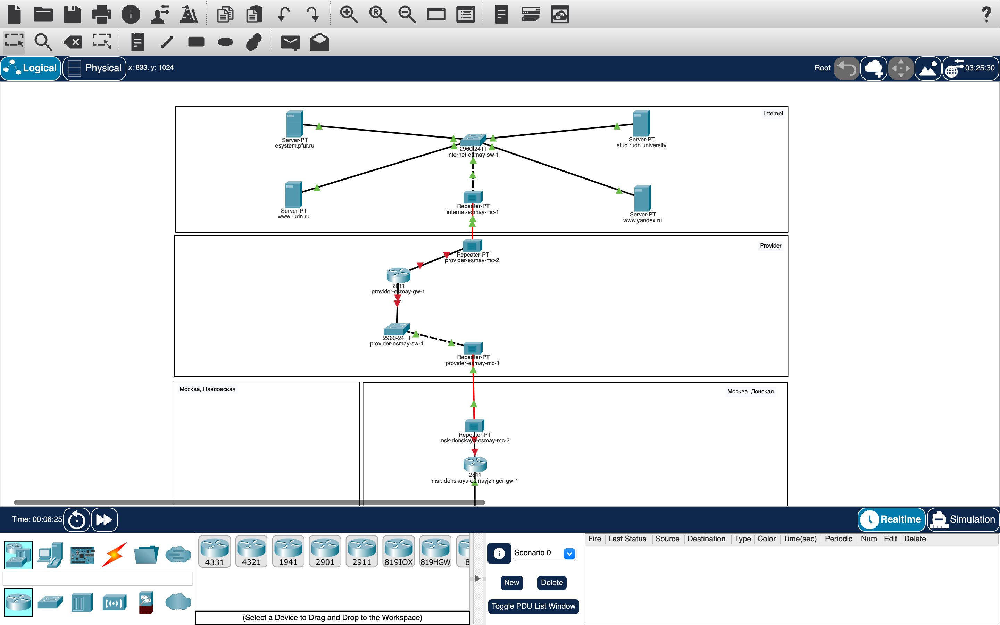 Logical
Physical
x: 833, y: 1024
Root
03:25:30
Internet
Server-PT
esystem.pfur.ru
Server-PT
stud.rudn.university
2960-24TT
internet-esmay-sw-1
Server-PT
www.rudn.ru
Repeater-PT
internet-esmay-mc-1
Server-PT
www.yandex.ru
Provider
Repeater-PT
provider-esmay-mc-2
2811
provider-esmay-gw-1
2960-24TT
provider-esmay-sw-1
Repeater-PT
provider-esmay-mc-1
Москва, Павловская
Москва, Донская
Repeater-PT
msk-donskaya-esmay-mc-2
2811
msk-donskaya-esmayjzinger-gw-1
Time: 00:06:25
Realtime
Simulation
4331
4321
1941
2901
2911
819IOX
819HGW
8
(Select a Device to Drag and Drop to the Workspace)
Scenario 0
New
Delete
Toggle PDU List Window
Fire Last Status Source Destination Type Color Time(sec) Periodic Num Edit Delete